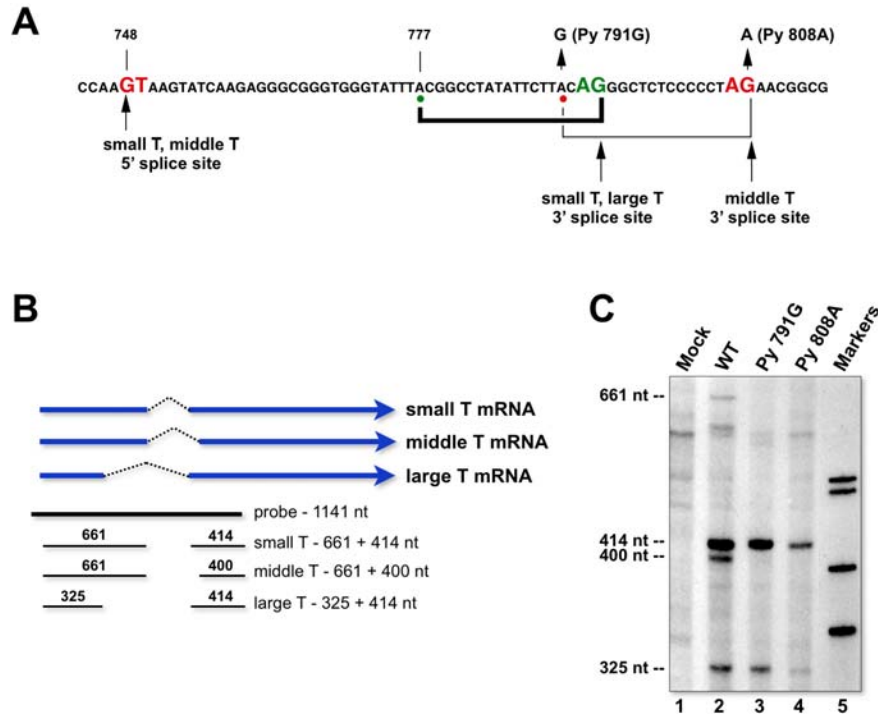 A
748
777
G (Py 791G)
A (Py 808A)
CCAAGTAAGTATCAAGAGGGCGGGTGGGTATTTACGGCCTATATTCTTACAGGGCTCTCCCCCTAGAACGGCG
small T, middle T
5' splice site
small T, large T
3' splice site
middle T
3' splice site
B
small T mRNA
middle T mRNA
large T mRNA
probe - 1141 nt
661
414
small T - 661 + 414 nt
661
400
middle T - 661 + 400 nt
325
414
large T - 325 + 414 nt
C
Mock
WT
Py 791G
Py 808A
Markers
661 nt --
414 nt --
400 nt --
325 nt --
1 2 3 4 5